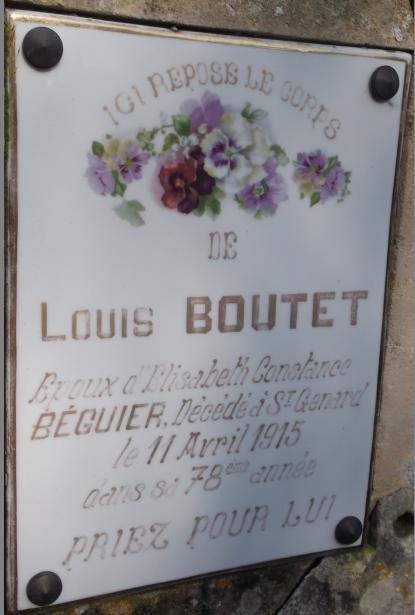 ICI REPOSE LE CORPS
DE
LOUIS BOUTET
Epoux d'Elisabeth Constance
BÉGUIER, Décédé à St Genard
le 11 Avril 1915
dans sa 78ème année
PRIEZ POUR LUI